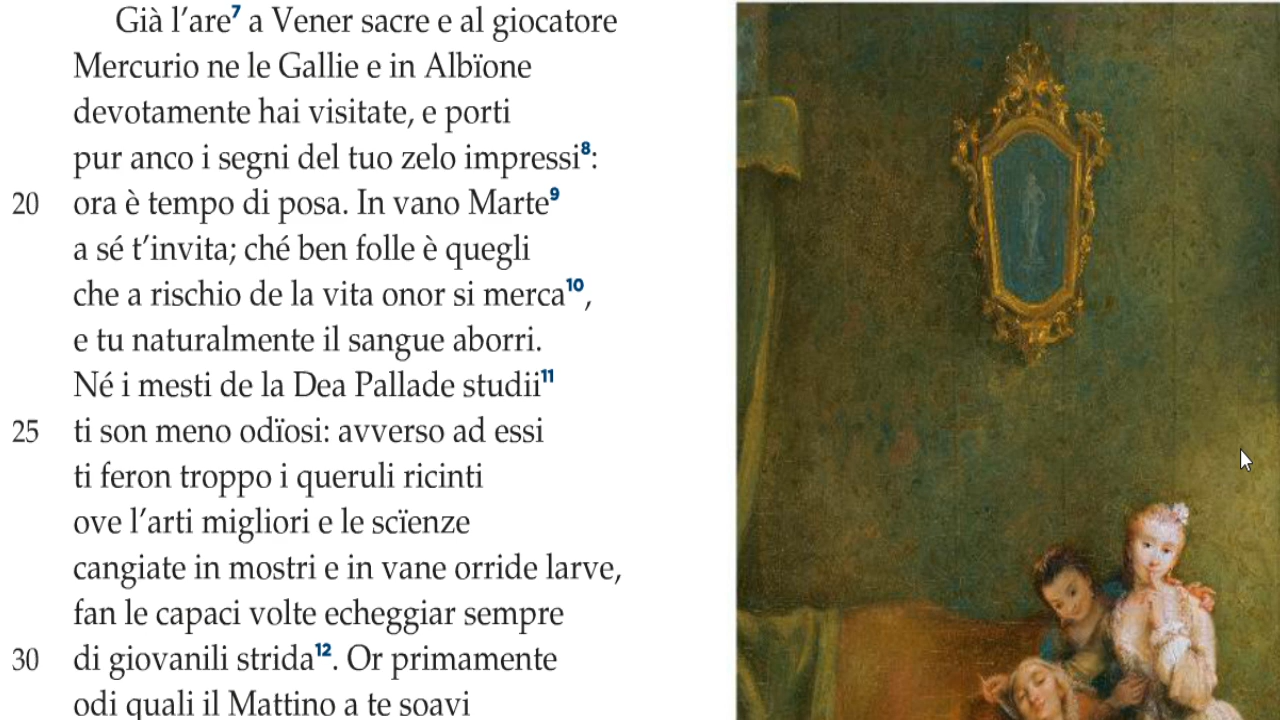 Già l’are⁷ a Vener sacre e al giocatore
Mercurio ne le Gallie e in Albïone
devotamente hai visitate, e porti
pur anco i segni del tuo zelo impressi⁸:
20 ora è tempo di posa. In vano Marte⁹
a sé t’invita; ché ben folle è quegli
che a rischio de la vita onor si merca¹⁰,
e tu naturalmente il sangue aborri.
Né i mesti de la Dea Pallade studii¹¹
25 ti son meno odïosi: avverso ad essi
ti feron troppo i queruli ricinti
ove l’arti migliori e le scïenze
cangiate in mostri e in vane orride larve,
fan le capaci volte echeggiar sempre
30 di giovanili strida¹². Or primamente
odi quali il Mattino a te soavi